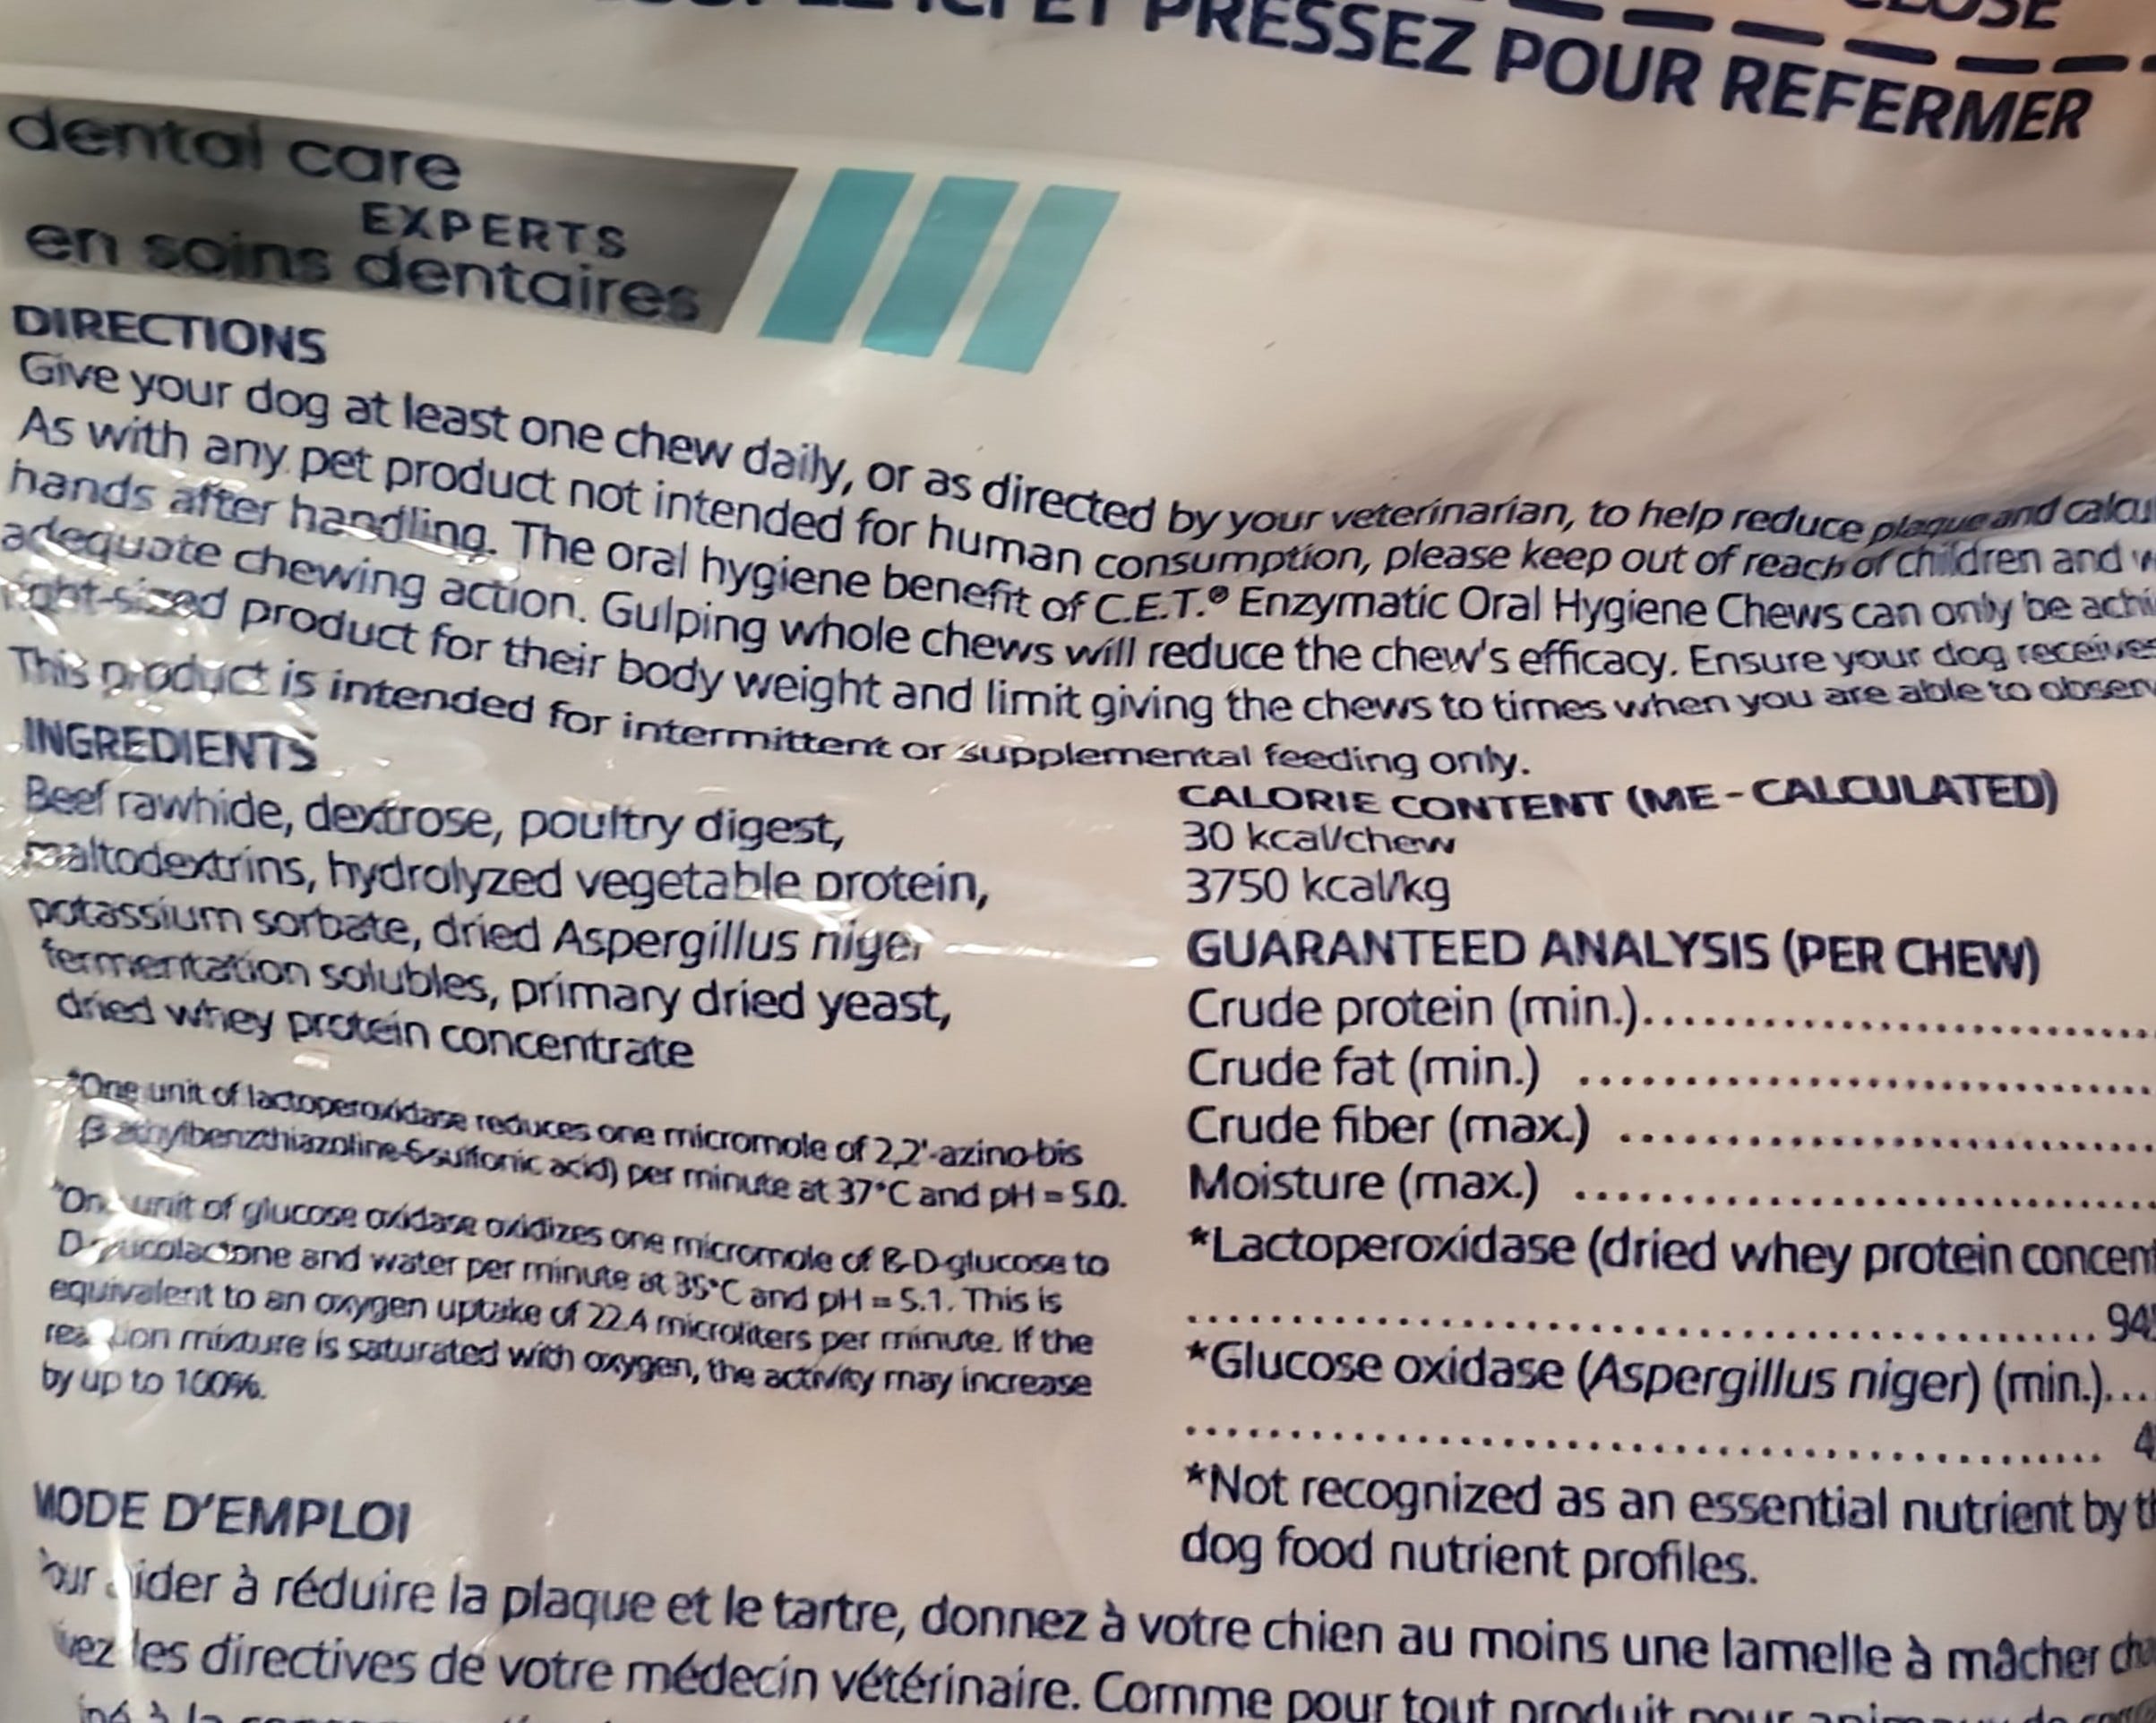 ET PRESSEZ POUR REFERMER
dental care
EXPERTS
en soins dentaires
DIRECTIONS
Give your dog at least one chew daily, or as directed by your veterinarian, to help reduce plaque and
As with any pet product not intended for human consumption, please keep out of reach of children and
hands after handling. The oral hygiene benefit of C.E.T.® Enzymatic Oral Hygiene Chews can only be
adequate chewing action. Gulping whole chews will reduce the chew's efficacy. Ensure your dog receives
right-sized product for their body weight and limit giving the chews to times when you are able to
This product is intended for intermittent or supplemental feeding only.
INGREDIENTS
Beef rawhide, dextrose, poultry digest,
maltodextrins, hydrolyzed vegetable protein,
potassium sorbate, dried Aspergillus niger
fermentation solubles, primary dried yeast,
dried whey protein concentrate
*One unit of lactoperoxidase reduces one micromole of 2,2'-azino-bis
per minute at 37°C and pH = 5.0.
unit of glucose oxidase oxidizes one micromole of ß-D-glucose to
and water per minute at 35°C and pH = 5.1. This is
equivalent to an oxygen uptake of 22.4 microliters per minute. If the
mixture is saturated with oxygen, the activity may increase
by up to 100%.
CALORIE CONTENT (ME - CALCULATED)
30 kcal/chew
3750 kcal/kg
GUARANTEED ANALYSIS (PER CHEW)
Crude protein (min.)
Crude fat (min.)
Crude fiber (max.)
Moisture (max.)
*Lactoperoxidase (dried whey protein
*Glucose oxidase (Aspergillus niger) (min.)
*Not recognized as an essential nutrient by
dog food nutrient profiles.
MODE D'EMPLOI
à réduire la plaque et le tartre, donnez à votre chien au moins une lamelle à mâcher
les directives de votre médecin vétérinaire. Comme pour tout produit pour